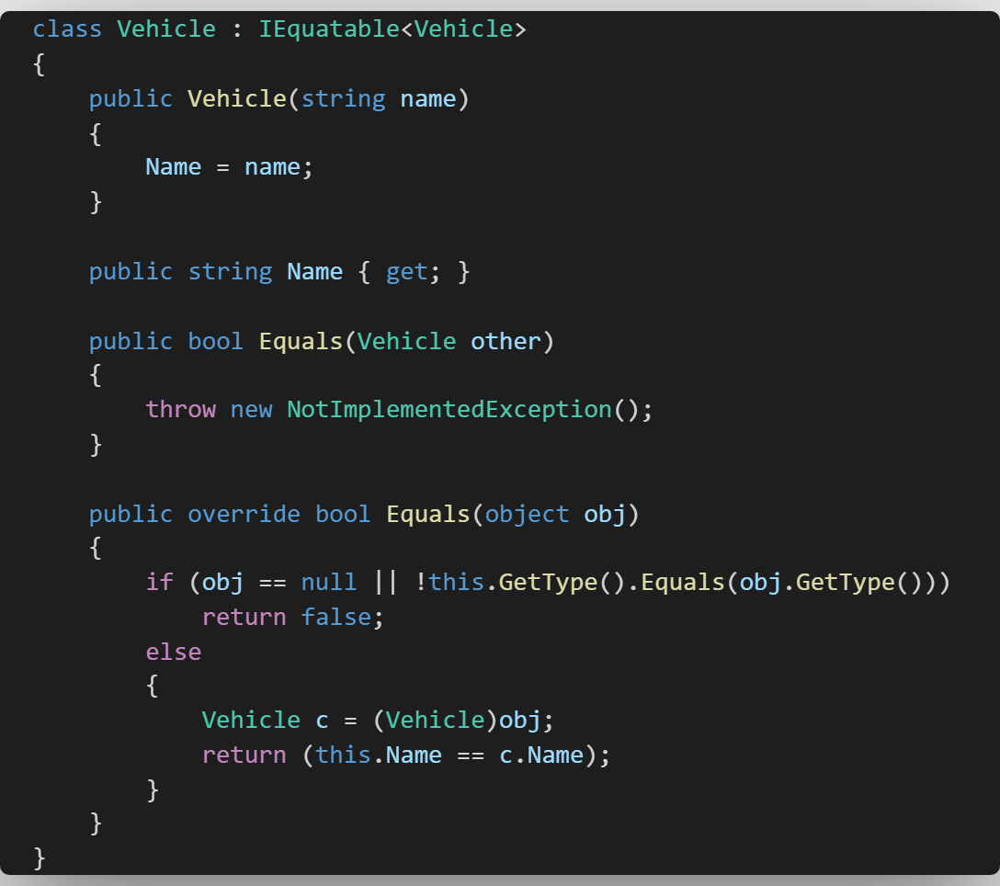 class Vehicle : IEquatable<Vehicle>
{
    public Vehicle(string name)
    {
        Name = name;
    }

    public string Name { get; }

    public bool Equals(Vehicle other)
    {
        throw new NotImplementedException();
    }

    public override bool Equals(object obj)
    {
        if (obj == null || !this.GetType().Equals(obj.GetType()))
            return false;
        else
        {
            Vehicle c = (Vehicle)obj;
            return (this.Name == c.Name);
        }
    }
}